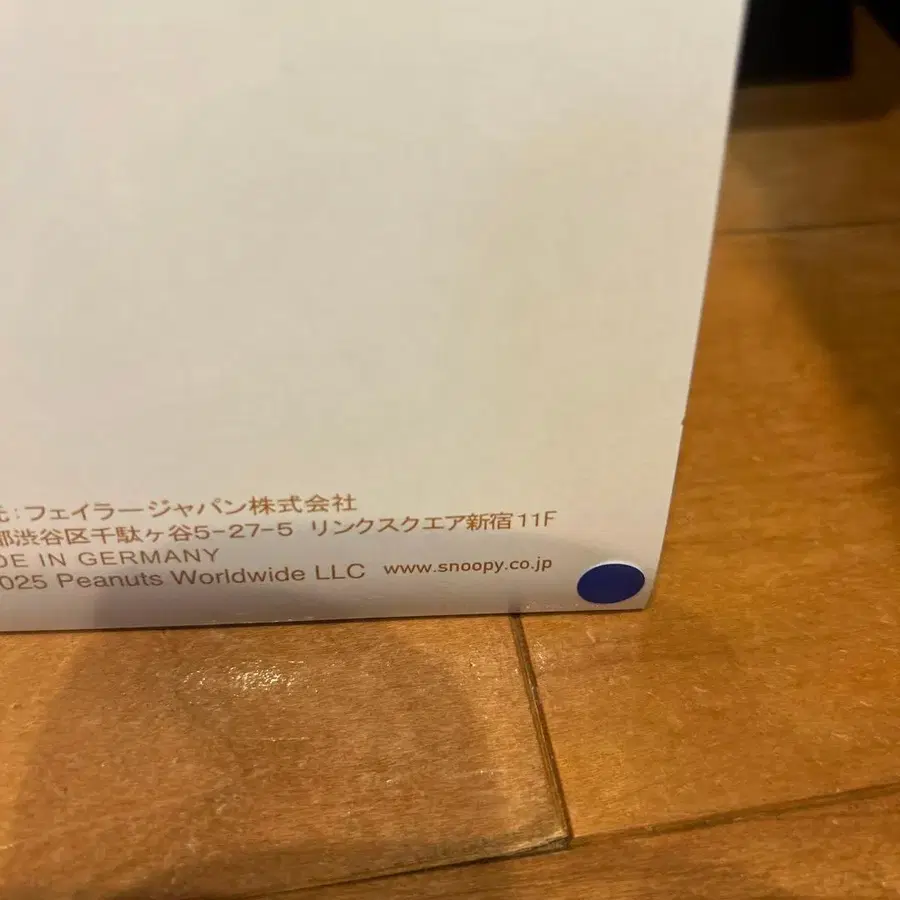 元:フェイラージャパン株式会社
都渋谷区千駄ヶ谷5-27-5 リンクスクエア新宿11F
DE IN GERMANY
025 Peanuts Worldwide LLC www.snoopy.co.jp